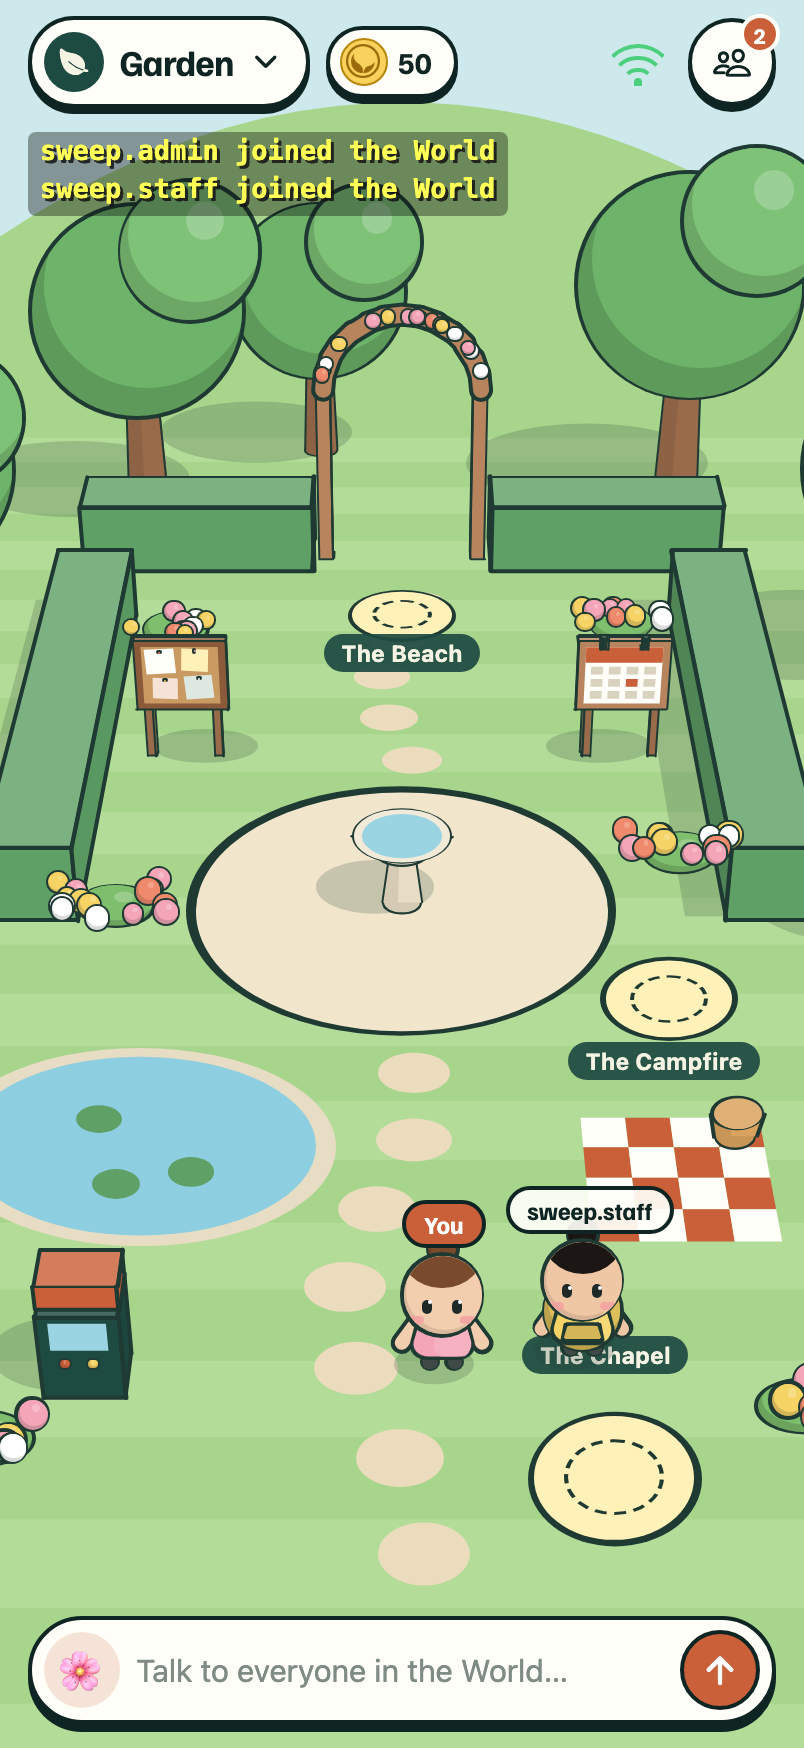 Garden
50
2
sweep.admin joined the World
sweep.staff joined the World
The Beach
The Campfire
You
sweep.staff
The Chapel
Talk to everyone in the World...